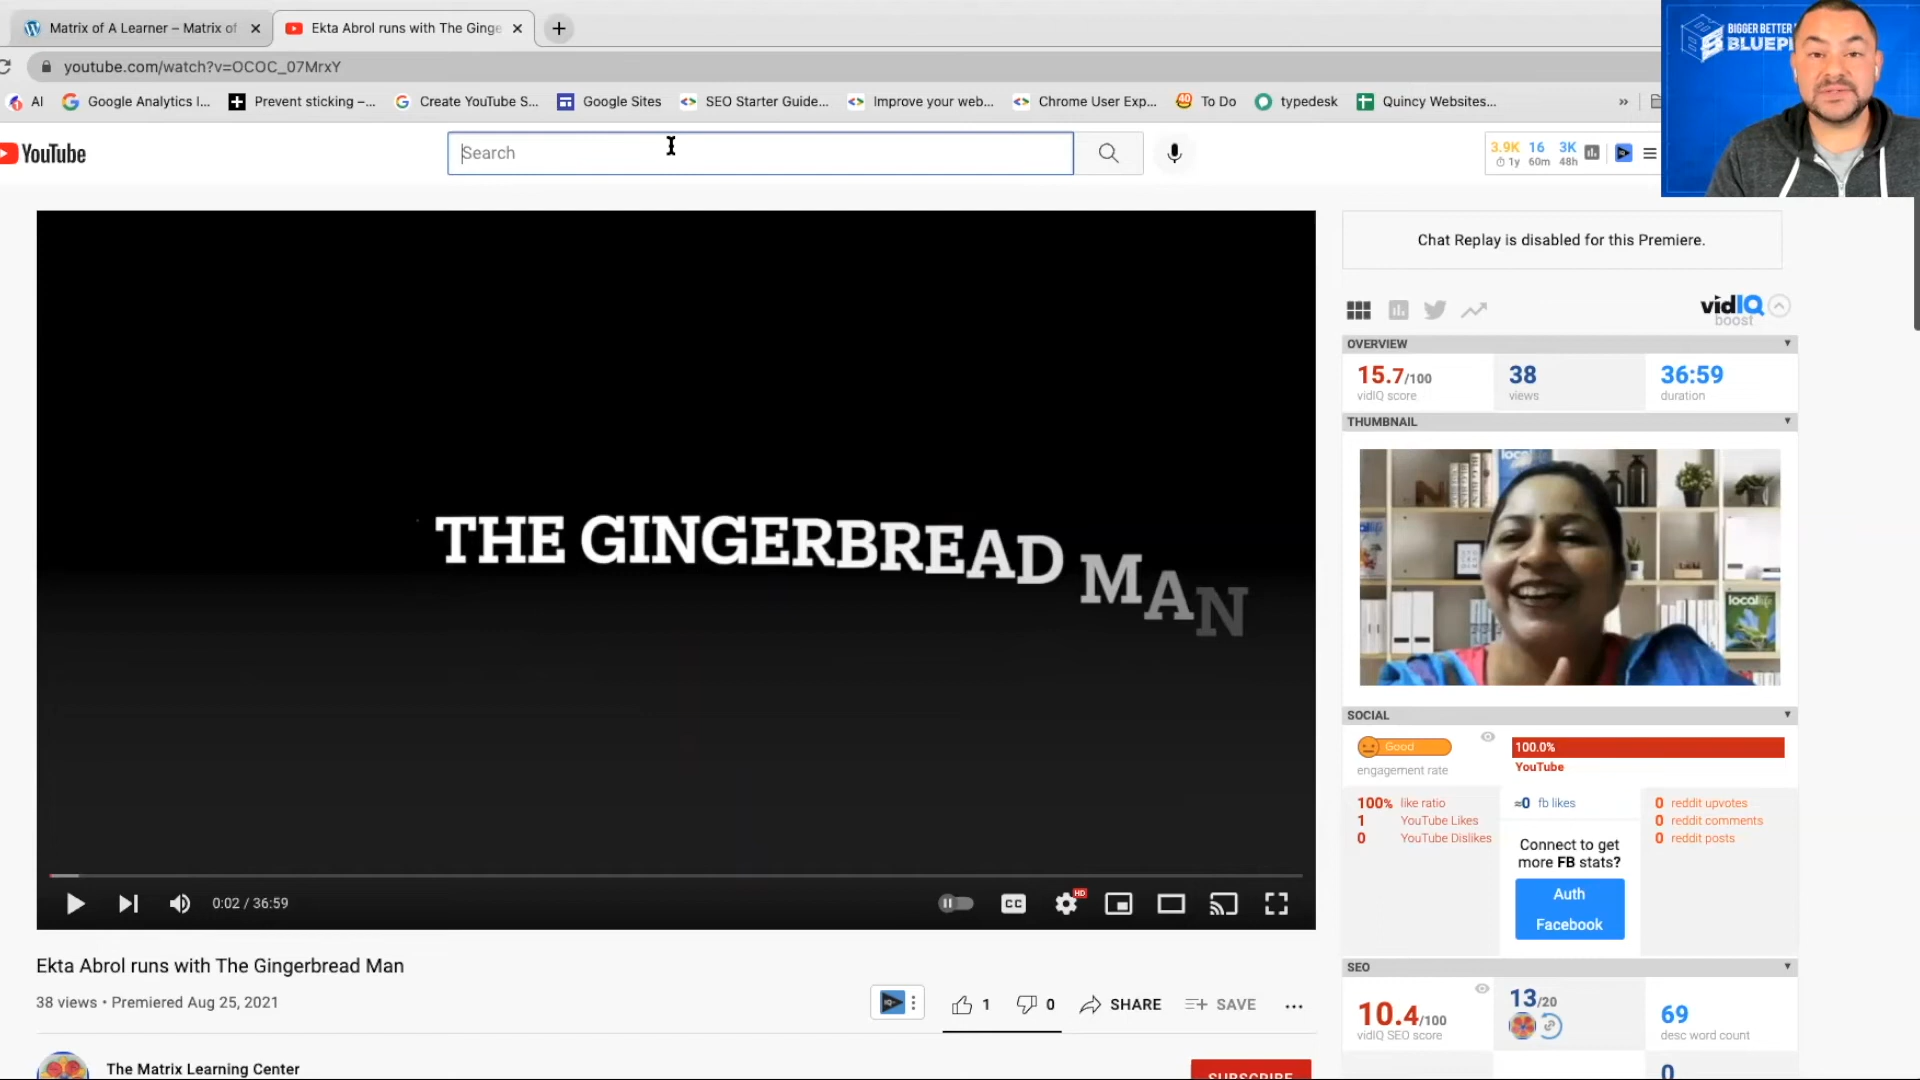 Matrix of A Learner – Matrix of
Ekta Abrol runs with The Ginge
youtube.com/watch?v=OCOC_07MrxY
AI
Google Analytics I...
Prevent sticking –...
Create YouTube S...
Google Sites
SEO Starter Guide...
Improve your web...
Chrome User Exp...
To Do
typedesk
Quincy Websites...
BIGGER BETTER
BLUEPI
YouTube
Search
3.9K 16 3K
1y 60m 48h
THE GINGERBREAD MAN
0:02 / 36:59
CC
HD
Ekta Abrol runs with The Gingerbread Man
38 views • Premiered Aug 25, 2021
1
0
SHARE
SAVE
The Matrix Learning Center
SUBSCRIBE
Chat Replay is disabled for this Premiere.
vidIQ
boost
OVERVIEW
15.7/100
vidIQ score
38
views
36:59
duration
THUMBNAIL
local
locallife
SOCIAL
Good
engagement rate
100.0%
YouTube
100% like ratio
1 YouTube Likes
0 YouTube Dislikes
≈0 fb likes
Connect to get
more FB stats?
Auth
Facebook
0 reddit upvotes
0 reddit comments
0 reddit posts
SEO
10.4/100
vidIQ SEO score
13/20
69
desc word count
0